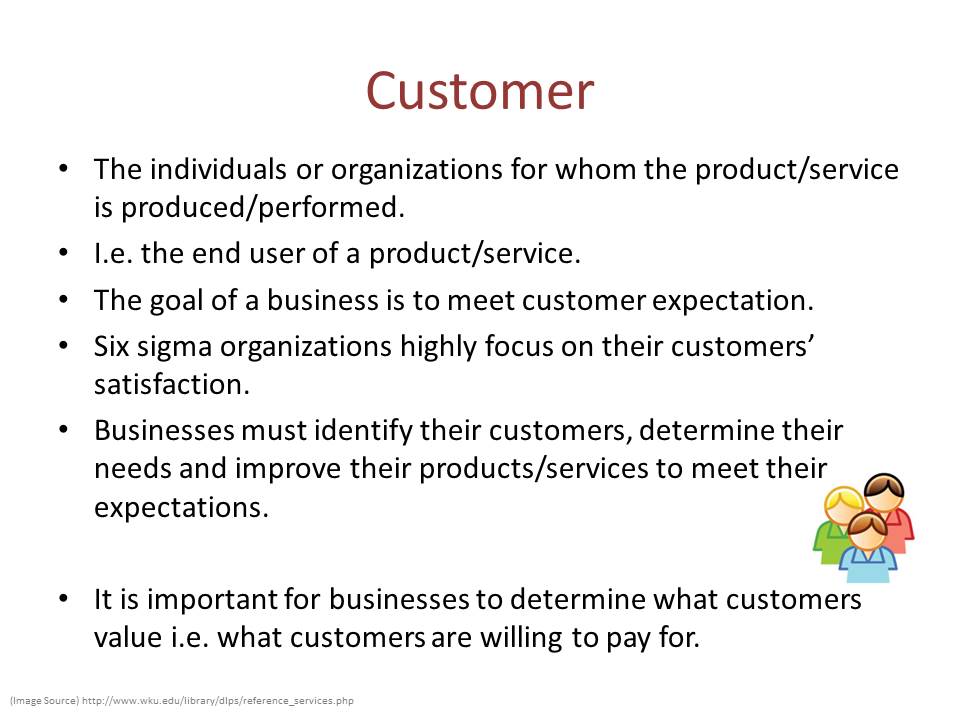 Customer
• The individuals or organizations for whom the product/service
is produced/performed.
• I.e. the end user of a product/service.
• The goal of a business is to meet customer expectation.
• Six sigma organizations highly focus on their customers’
satisfaction.
• Businesses must identify their customers, determine their
needs and improve their products/services to meet their
expectations.
• It is important for businesses to determine what customers
value i.e. what customers are willing to pay for.
(Image Source) http://www.wku.edu/library/dlps/reference_services.php